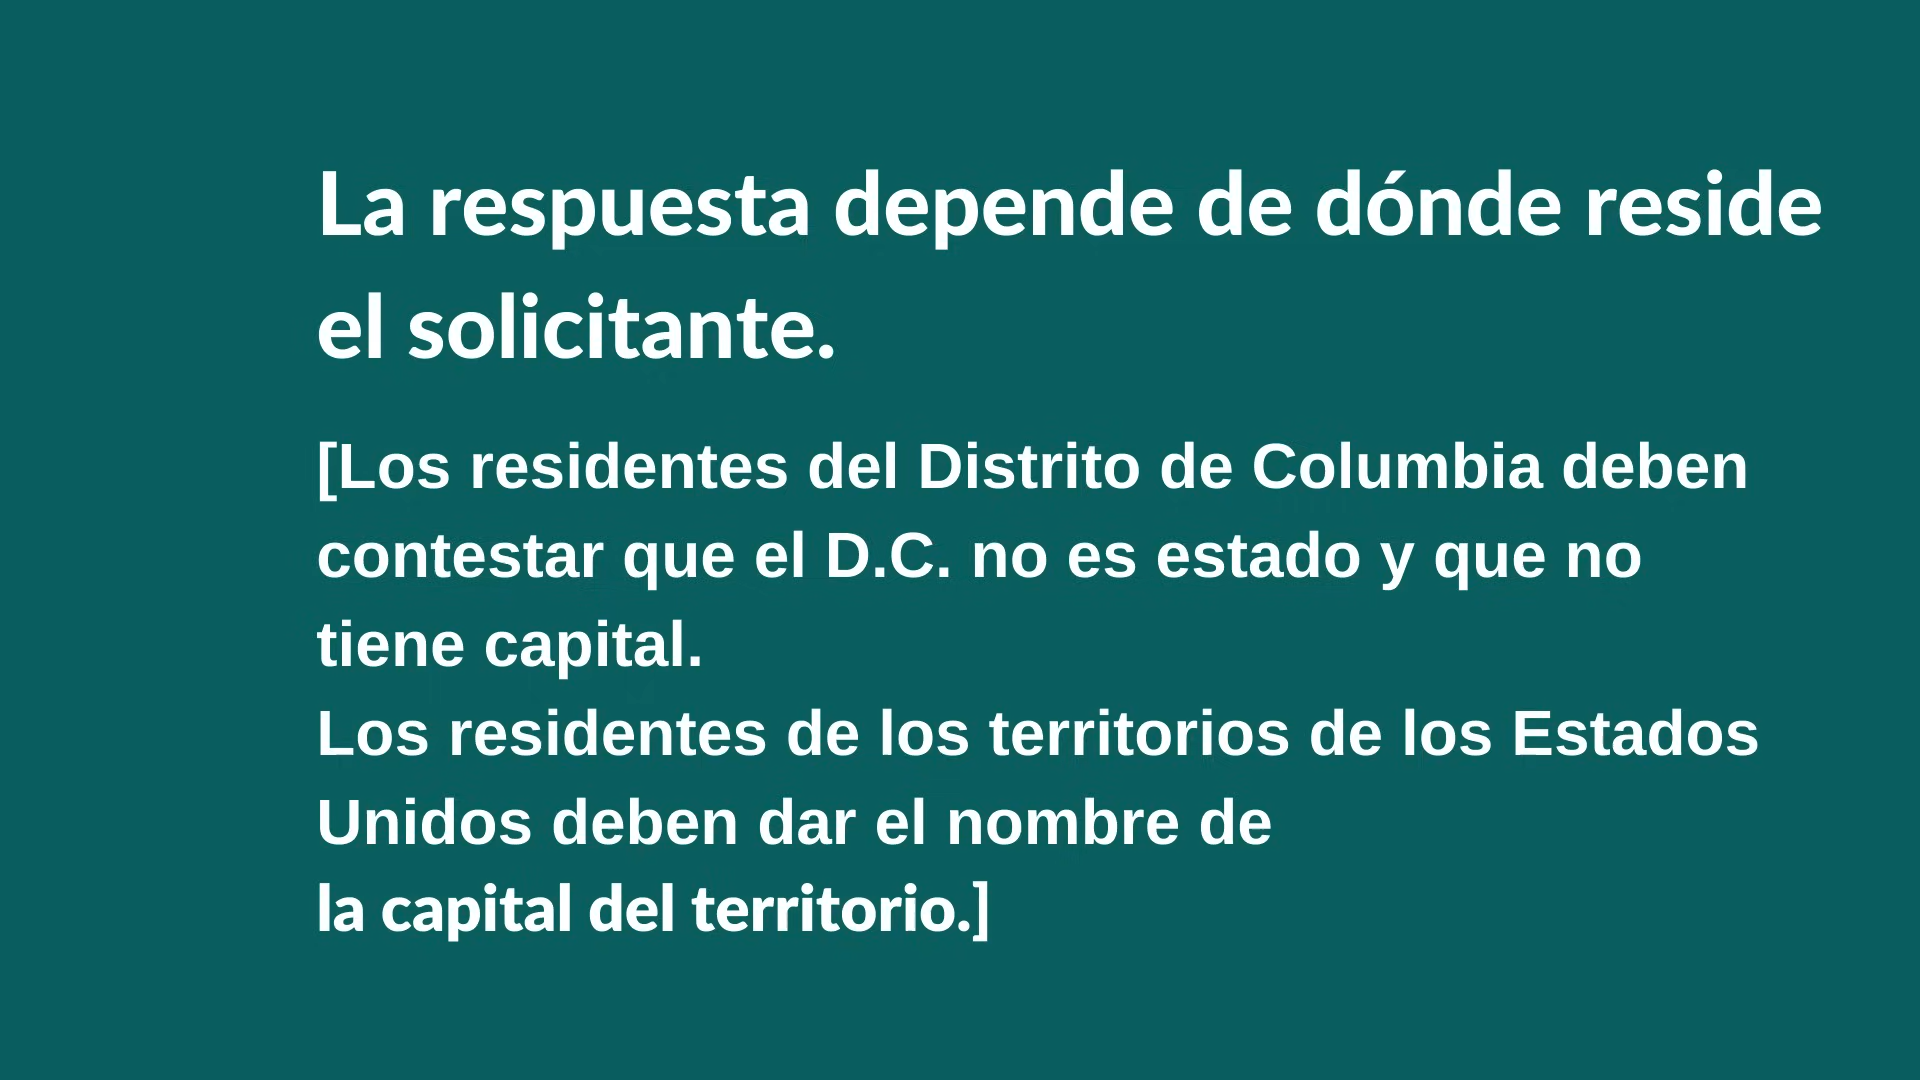 La respuesta depende de dónde reside
el solicitante.
[Los residentes del Distrito de Columbia deben
contestar que el D.C. no es estado y que no
tiene capital.
Los residentes de los territorios de los Estados
Unidos deben dar el nombre de
la capital del territorio.]